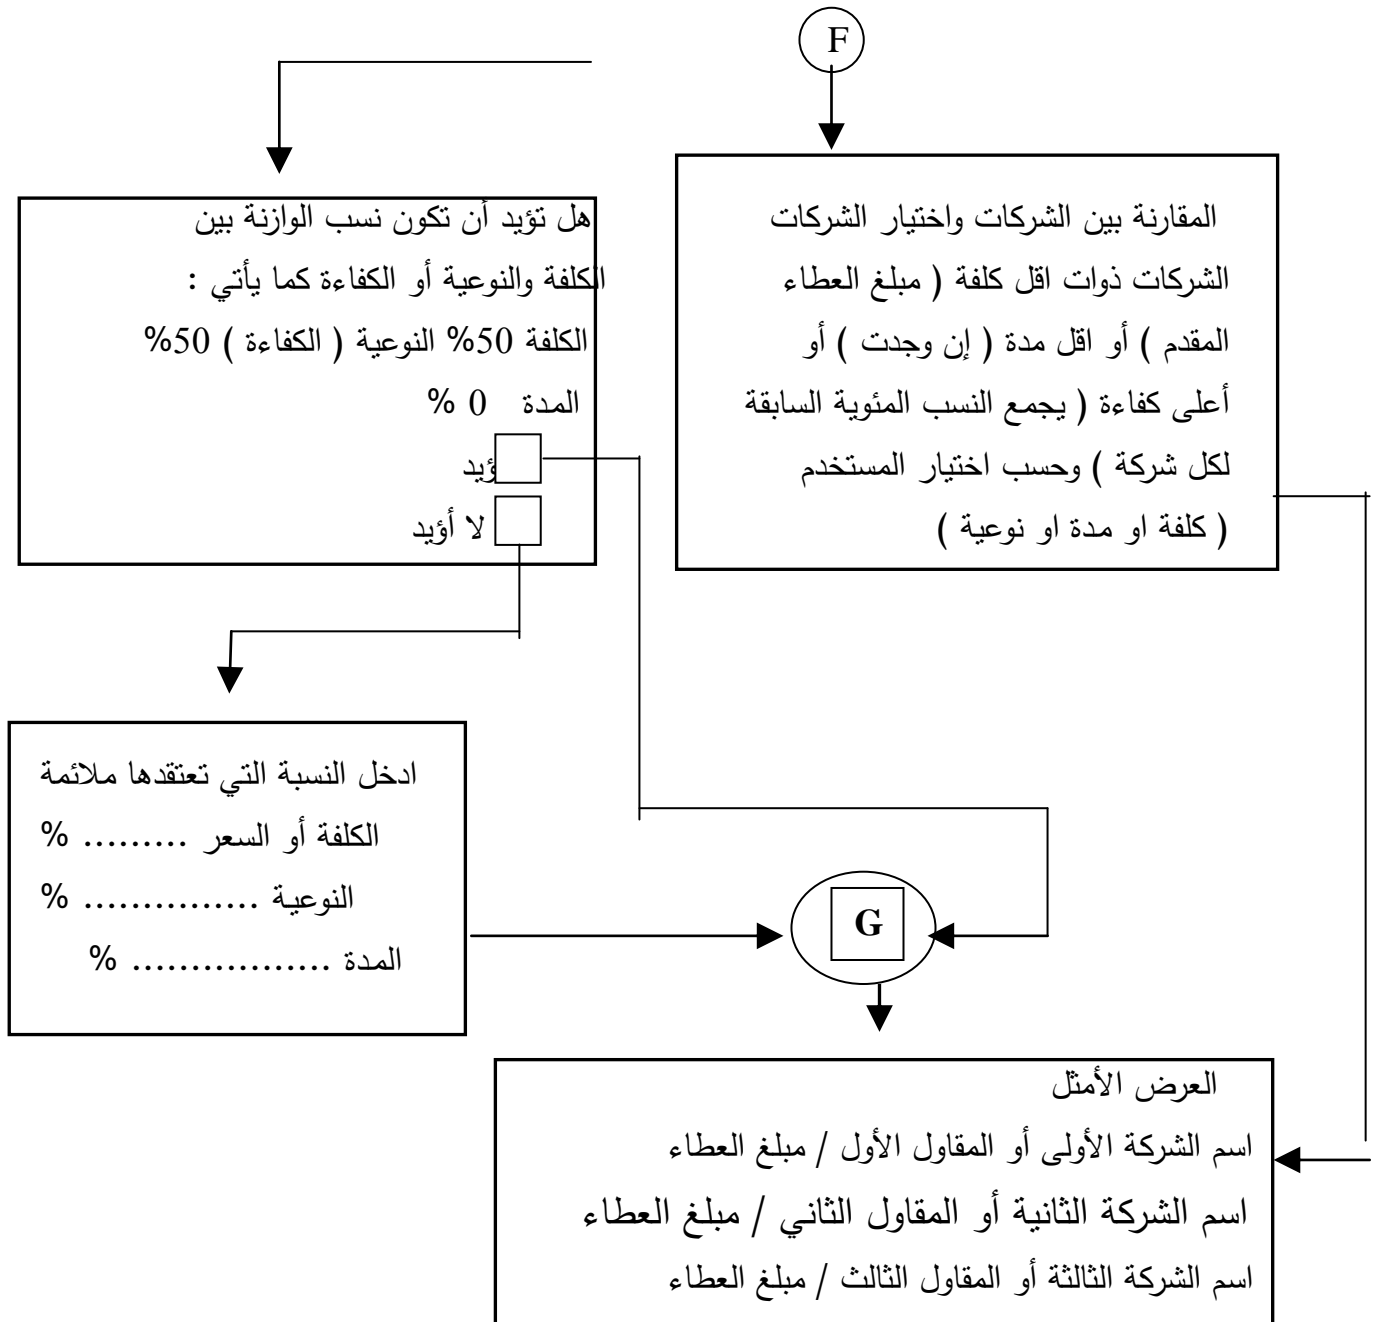 F
المقارنة بين الشركات واختيار الشركات
الشركات ذوات اقل كلفة ( مبلغ العطاء
المقدم ) أو اقل مدة ( إن وجدت ) أو
أعلى كفاءة ( يجمع النسب المئوية السابقة
لكل شركة ) وحسب اختيار المستخدم
( كلفة او مدة او نوعية )
هل تؤيد أن تكون نسب الوازنة بين
الكلفة والنوعية أو الكفاءة كما يأتي :
الكلفة 50% النوعية ( الكفاءة ) 50%
المدة 0 %
ؤيد
لا أؤيد
ادخل النسبة التي تعتقدها ملائمة
الكلفة أو السعر ......... %
النوعية ............... %
المدة ................. %
G
العرض الأمثل
اسم الشركة الأولى أو المقاول الأول / مبلغ العطاء
اسم الشركة الثانية أو المقاول الثاني / مبلغ العطاء
اسم الشركة الثالثة أو المقاول الثالث / مبلغ العطاء